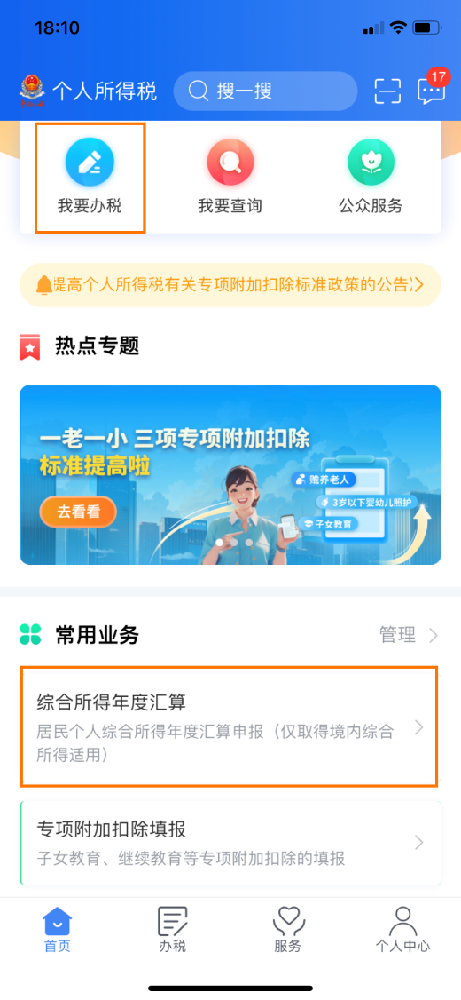 18:10
个人所得税
搜一搜
17
我要办税
我要查询
公众服务
提高个人所得税有关专项附加扣除标准政策的公告》
热点专题
一老一小 三项专项附加扣除
标准提高啦
去看看
赡养老人
3岁以下婴幼儿照护
子女教育
常用业务
管理
综合所得年度汇算
居民个人综合所得年度汇算申报（仅取得境内综合
所得适用）
专项附加扣除填报
子女教育、继续教育等专项附加扣除的填报
首页
办税
服务
个人中心